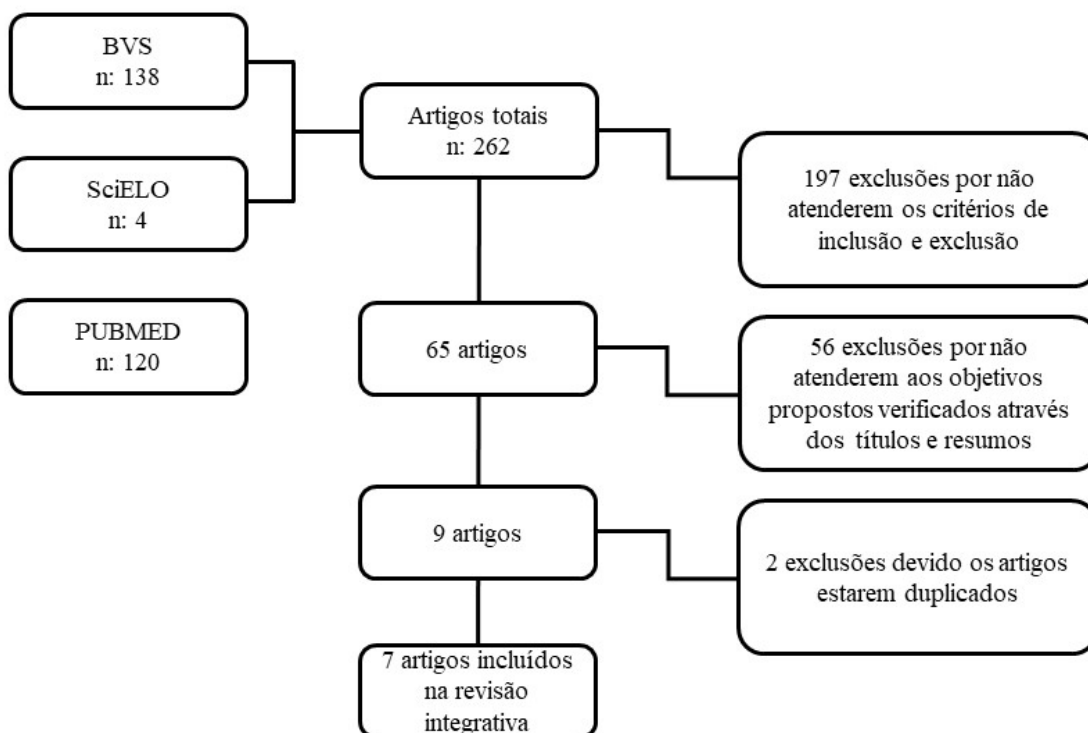 BVS
n: 138
SciELO
n: 4
PUBMED
n: 120
Artigos totais
n: 262
197 exclusões por não
atenderem os critérios de
inclusão e exclusão
65 artigos
56 exclusões por não
atenderem aos objetivos
propostos verificados através
dos títulos e resumos
9 artigos
2 exclusões devido os artigos
estarem duplicados
7 artigos incluídos
na revisão
integrativa